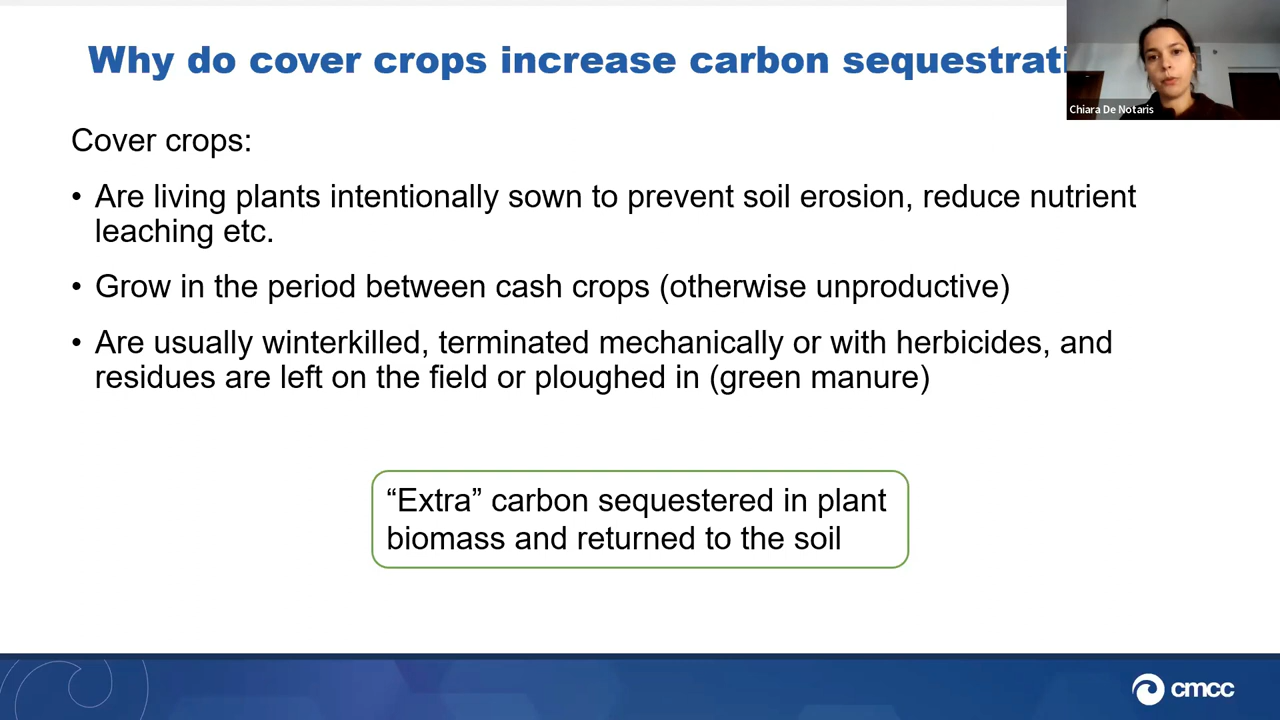 Why do cover crops increase carbon sequestrati
Chiara De Notaris
Cover crops:
• Are living plants intentionally sown to prevent soil erosion, reduce nutrient
leaching etc.
• Grow in the period between cash crops (otherwise unproductive)
• Are usually winterkilled, terminated mechanically or with herbicides, and
residues are left on the field or ploughed in (green manure)
“Extra” carbon sequestered in plant
biomass and returned to the soil
cmcc